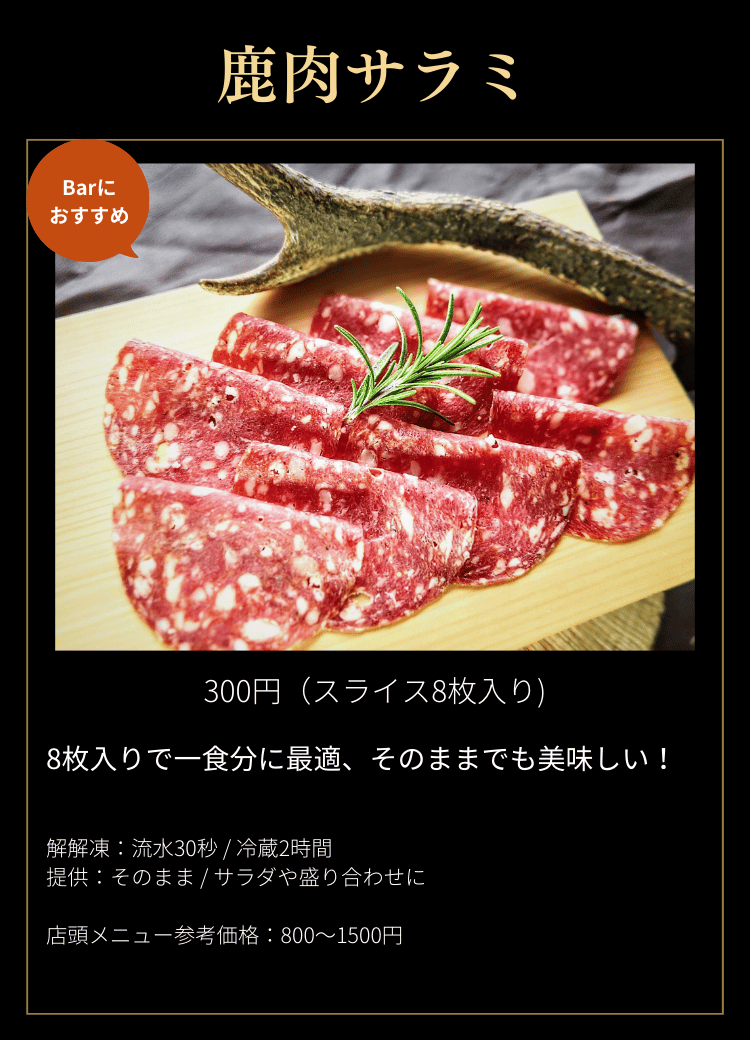 鹿肉サラミ
Barに
おすすめ
300円（スライス8枚入り)
8枚入りで一食分に最適、そのままでも美味しい！
解解凍：流水30秒 / 冷蔵2時間
提供：そのまま / サラダや盛り合わせに
店頭メニュー参考価格：800〜1500円